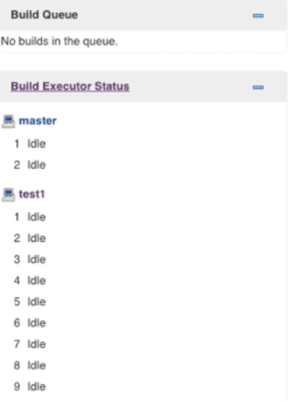 Build Queue
No builds in the queue.
Build Executor Status
master
1 Idle
2 Idle
test1
1 Idle
2 Idle
3 Idle
4 Idle
5 Idle
6 Idle
7 Idle
8 Idle
9 Idle